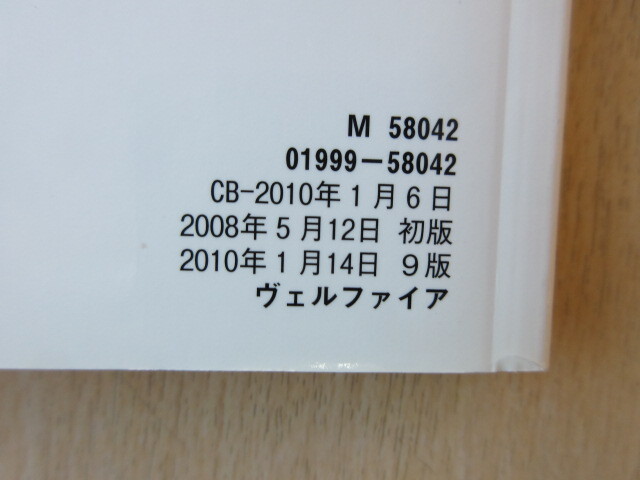 M 58042
01999-58042
CB-2010年1月6日
2008年5月12日 初版
2010年1月14日 9版
ヴェルファイア